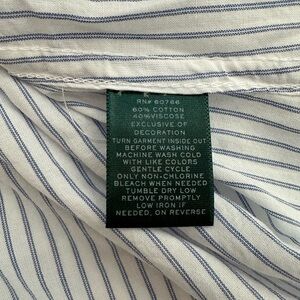 RN# 60766
60% COTTON
40% VISCOSE
EXCLUSIVE OF
DECORATION
TURN GARMENT INSIDE OUT
BEFORE WASHING
MACHINE WASH COLD
WITH LIKE COLORS
GENTLE CYCLE
ONLY NON-CHLORINE
BLEACH WHEN NEEDED
TUMBLE DRY LOW
REMOVE PROMPTLY
LOW IRON IF
NEEDED, ON REVERSE